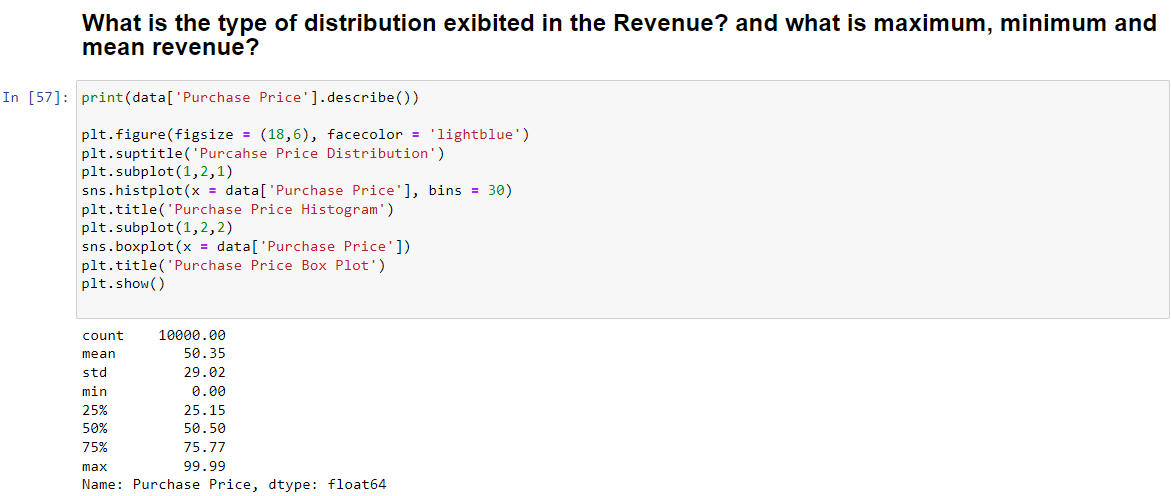 What is the type of distribution exibited in the Revenue? and what is maximum, minimum and
mean revenue?
In [57]: print(data['Purchase Price'].describe())
plt.figure(figsize = (18,6), facecolor = 'lightblue')
plt.suptitle('Purcahse Price Distribution')
plt.subplot(1,2,1)
sns.histplot(x = data['Purchase Price'], bins = 30)
plt.title('Purchase Price Histogram')
plt.subplot(1,2,2)
sns.boxplot(x = data['Purchase Price'])
plt.title('Purchase Price Box Plot')
plt.show()
count 10000.00
mean 50.35
std 29.02
min 0.00
25% 25.15
50% 50.50
75% 75.77
max 99.99
Name: Purchase Price, dtype: float64